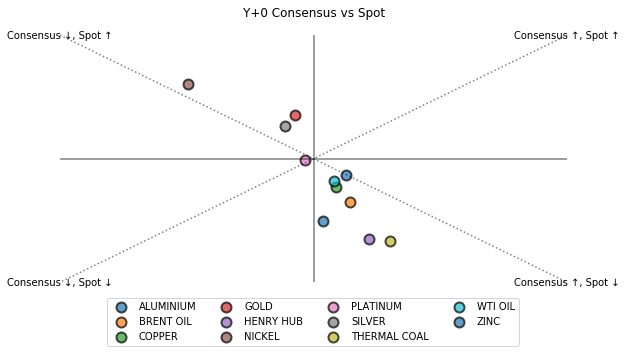 Y+0 Consensus vs Spot
Consensus ↓, Spot ↑
Consensus ↑, Spot ↑
Consensus ↓, Spot ↓
Consensus ↑, Spot ↓
ALUMINIUM
BRENT OIL
COPPER
GOLD
HENRY HUB
NICKEL
PLATINUM
SILVER
THERMAL COAL
WTI OIL
ZINC